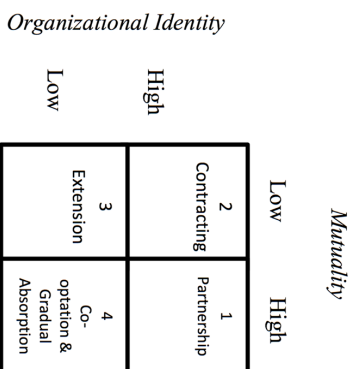 Organizational Identity
Mutuality
Low
High
High
2
Contracting
1
Partnership
Low
3
Extension
4
Co-
optation &
Gradual
Absorption